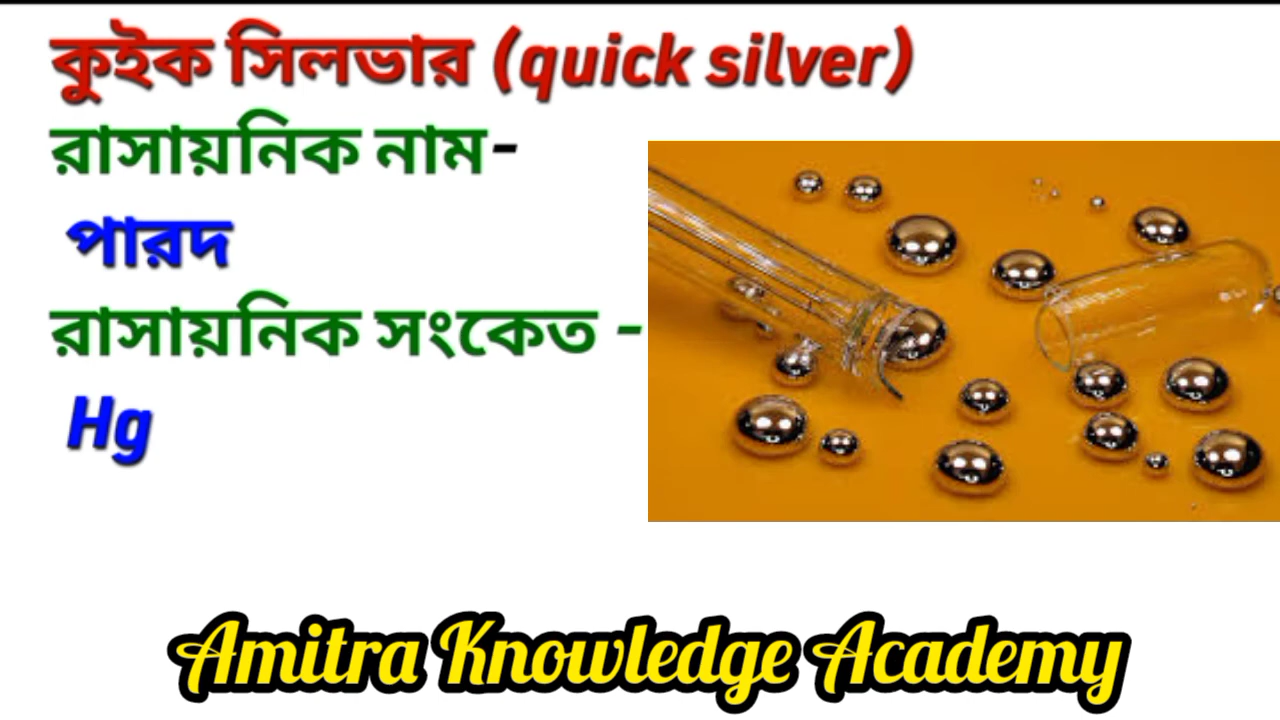 কুইক সিলভার (quick silver)
রাসায়নিক নাম-
পারদ
রাসায়নিক সংকেত -
Hg
Amitra Knowledge Academy